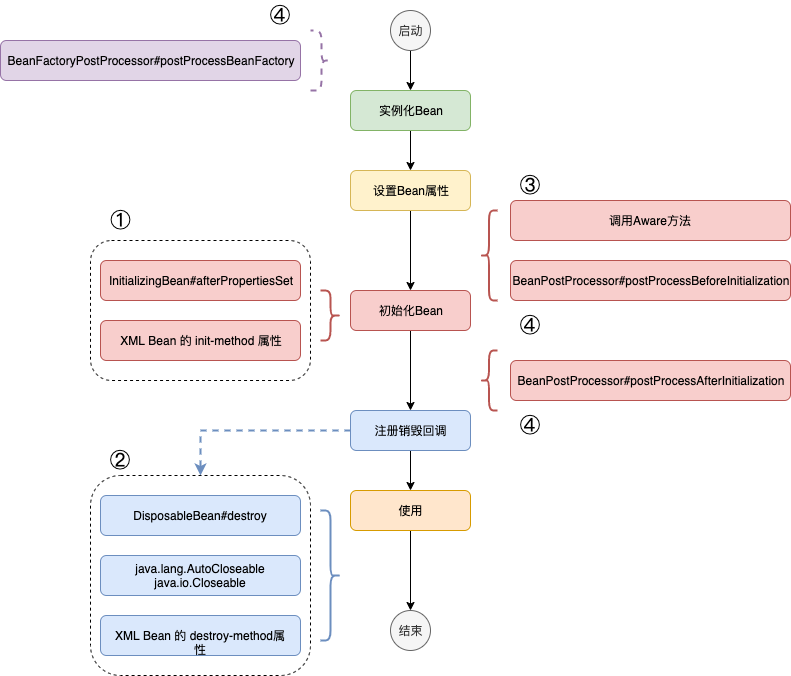 ④
启动
BeanFactoryPostProcessor#postProcessBeanFactory
实例化Bean
设置Bean属性
③
调用Aware方法
①
InitializingBean#afterPropertiesSet
BeanPostProcessor#postProcessBeforeInitialization
初始化Bean
④
XML Bean 的 init-method 属性
BeanPostProcessor#postProcessAfterInitialization
④
注册销毁回调
②
DisposableBean#destroy
使用
java.lang.AutoCloseable
java.io.Closeable
XML Bean 的 destroy-method属
性
结束